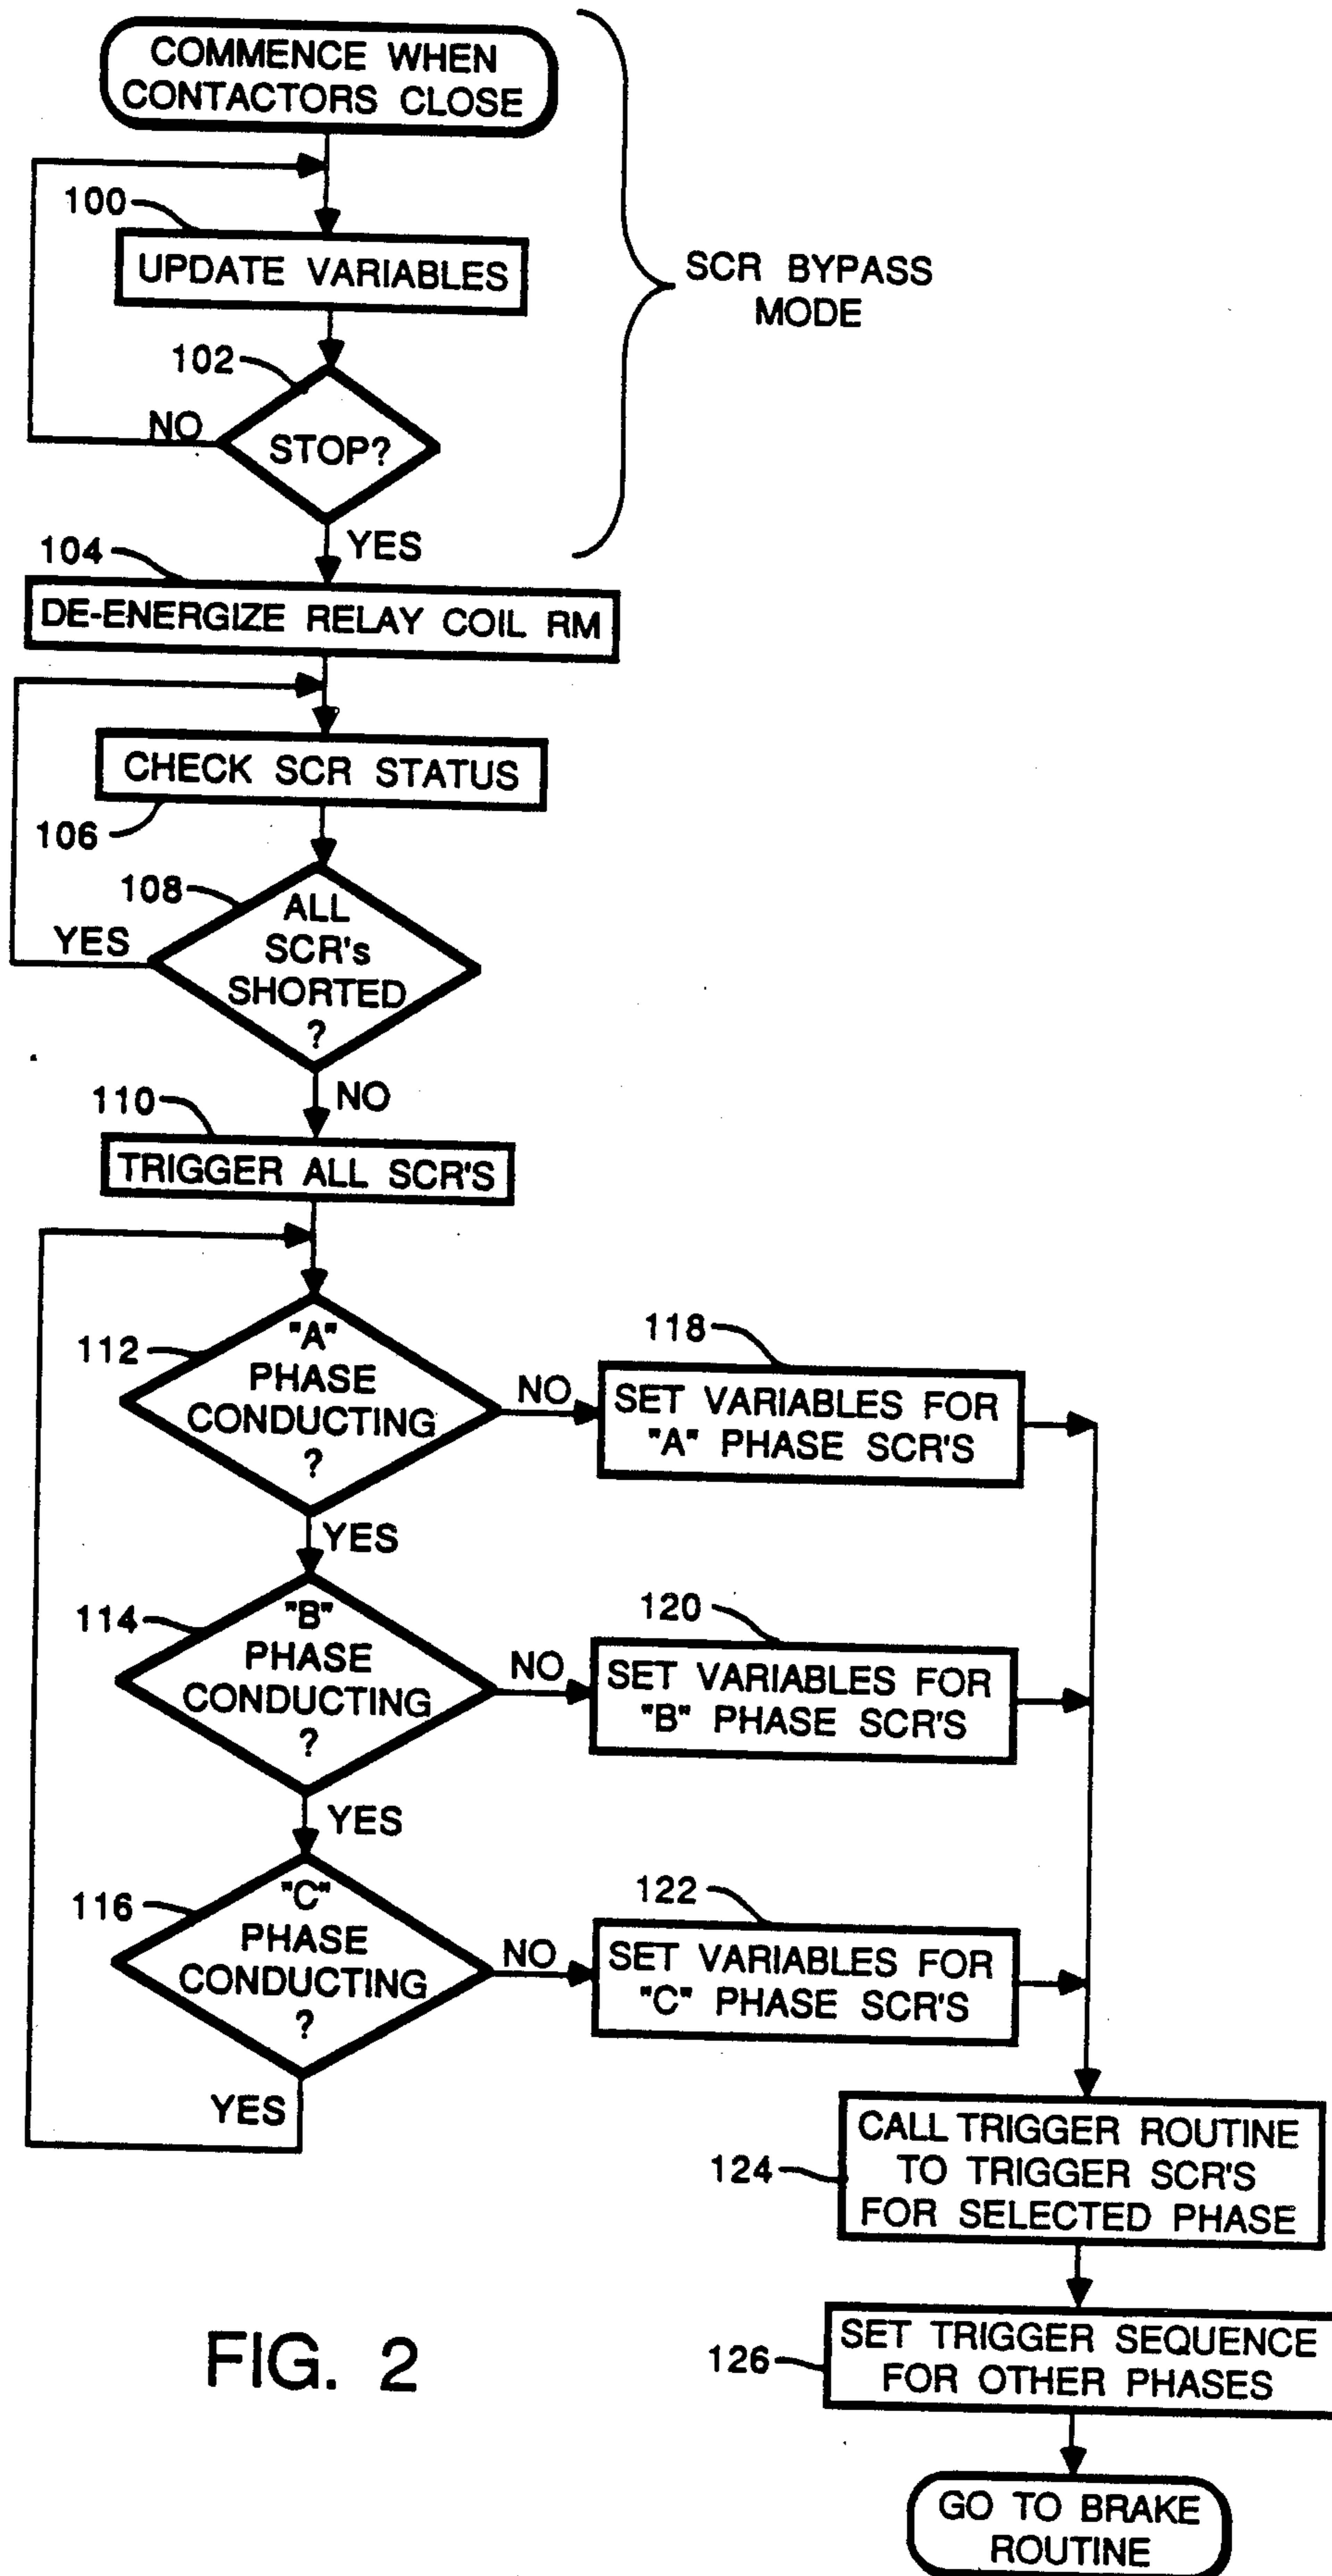 COMMENCE WHEN
CONTACTORS CLOSE
100
UPDATE VARIABLES
SCR BYPASS
MODE
102
NO
STOP?
YES
104
DE-ENERGIZE RELAY COIL RM
CHECK SCR STATUS
106
108
ALL
SCR's
SHORTED
?
YES
NO
110
TRIGGER ALL SCR'S
112
"A"
PHASE
CONDUCTING
?
NO
118
SET VARIABLES FOR
"A" PHASE SCR'S
YES
114
"B"
PHASE
CONDUCTING
?
NO
120
SET VARIABLES FOR
"B" PHASE SCR'S
YES
116
"C"
PHASE
CONDUCTING
?
NO
122
SET VARIABLES FOR
"C" PHASE SCR'S
YES
124
CALL TRIGGER ROUTINE
TO TRIGGER SCR'S
FOR SELECTED PHASE
126
SET TRIGGER SEQUENCE
FOR OTHER PHASES
GO TO BRAKE
ROUTINE
FIG. 2